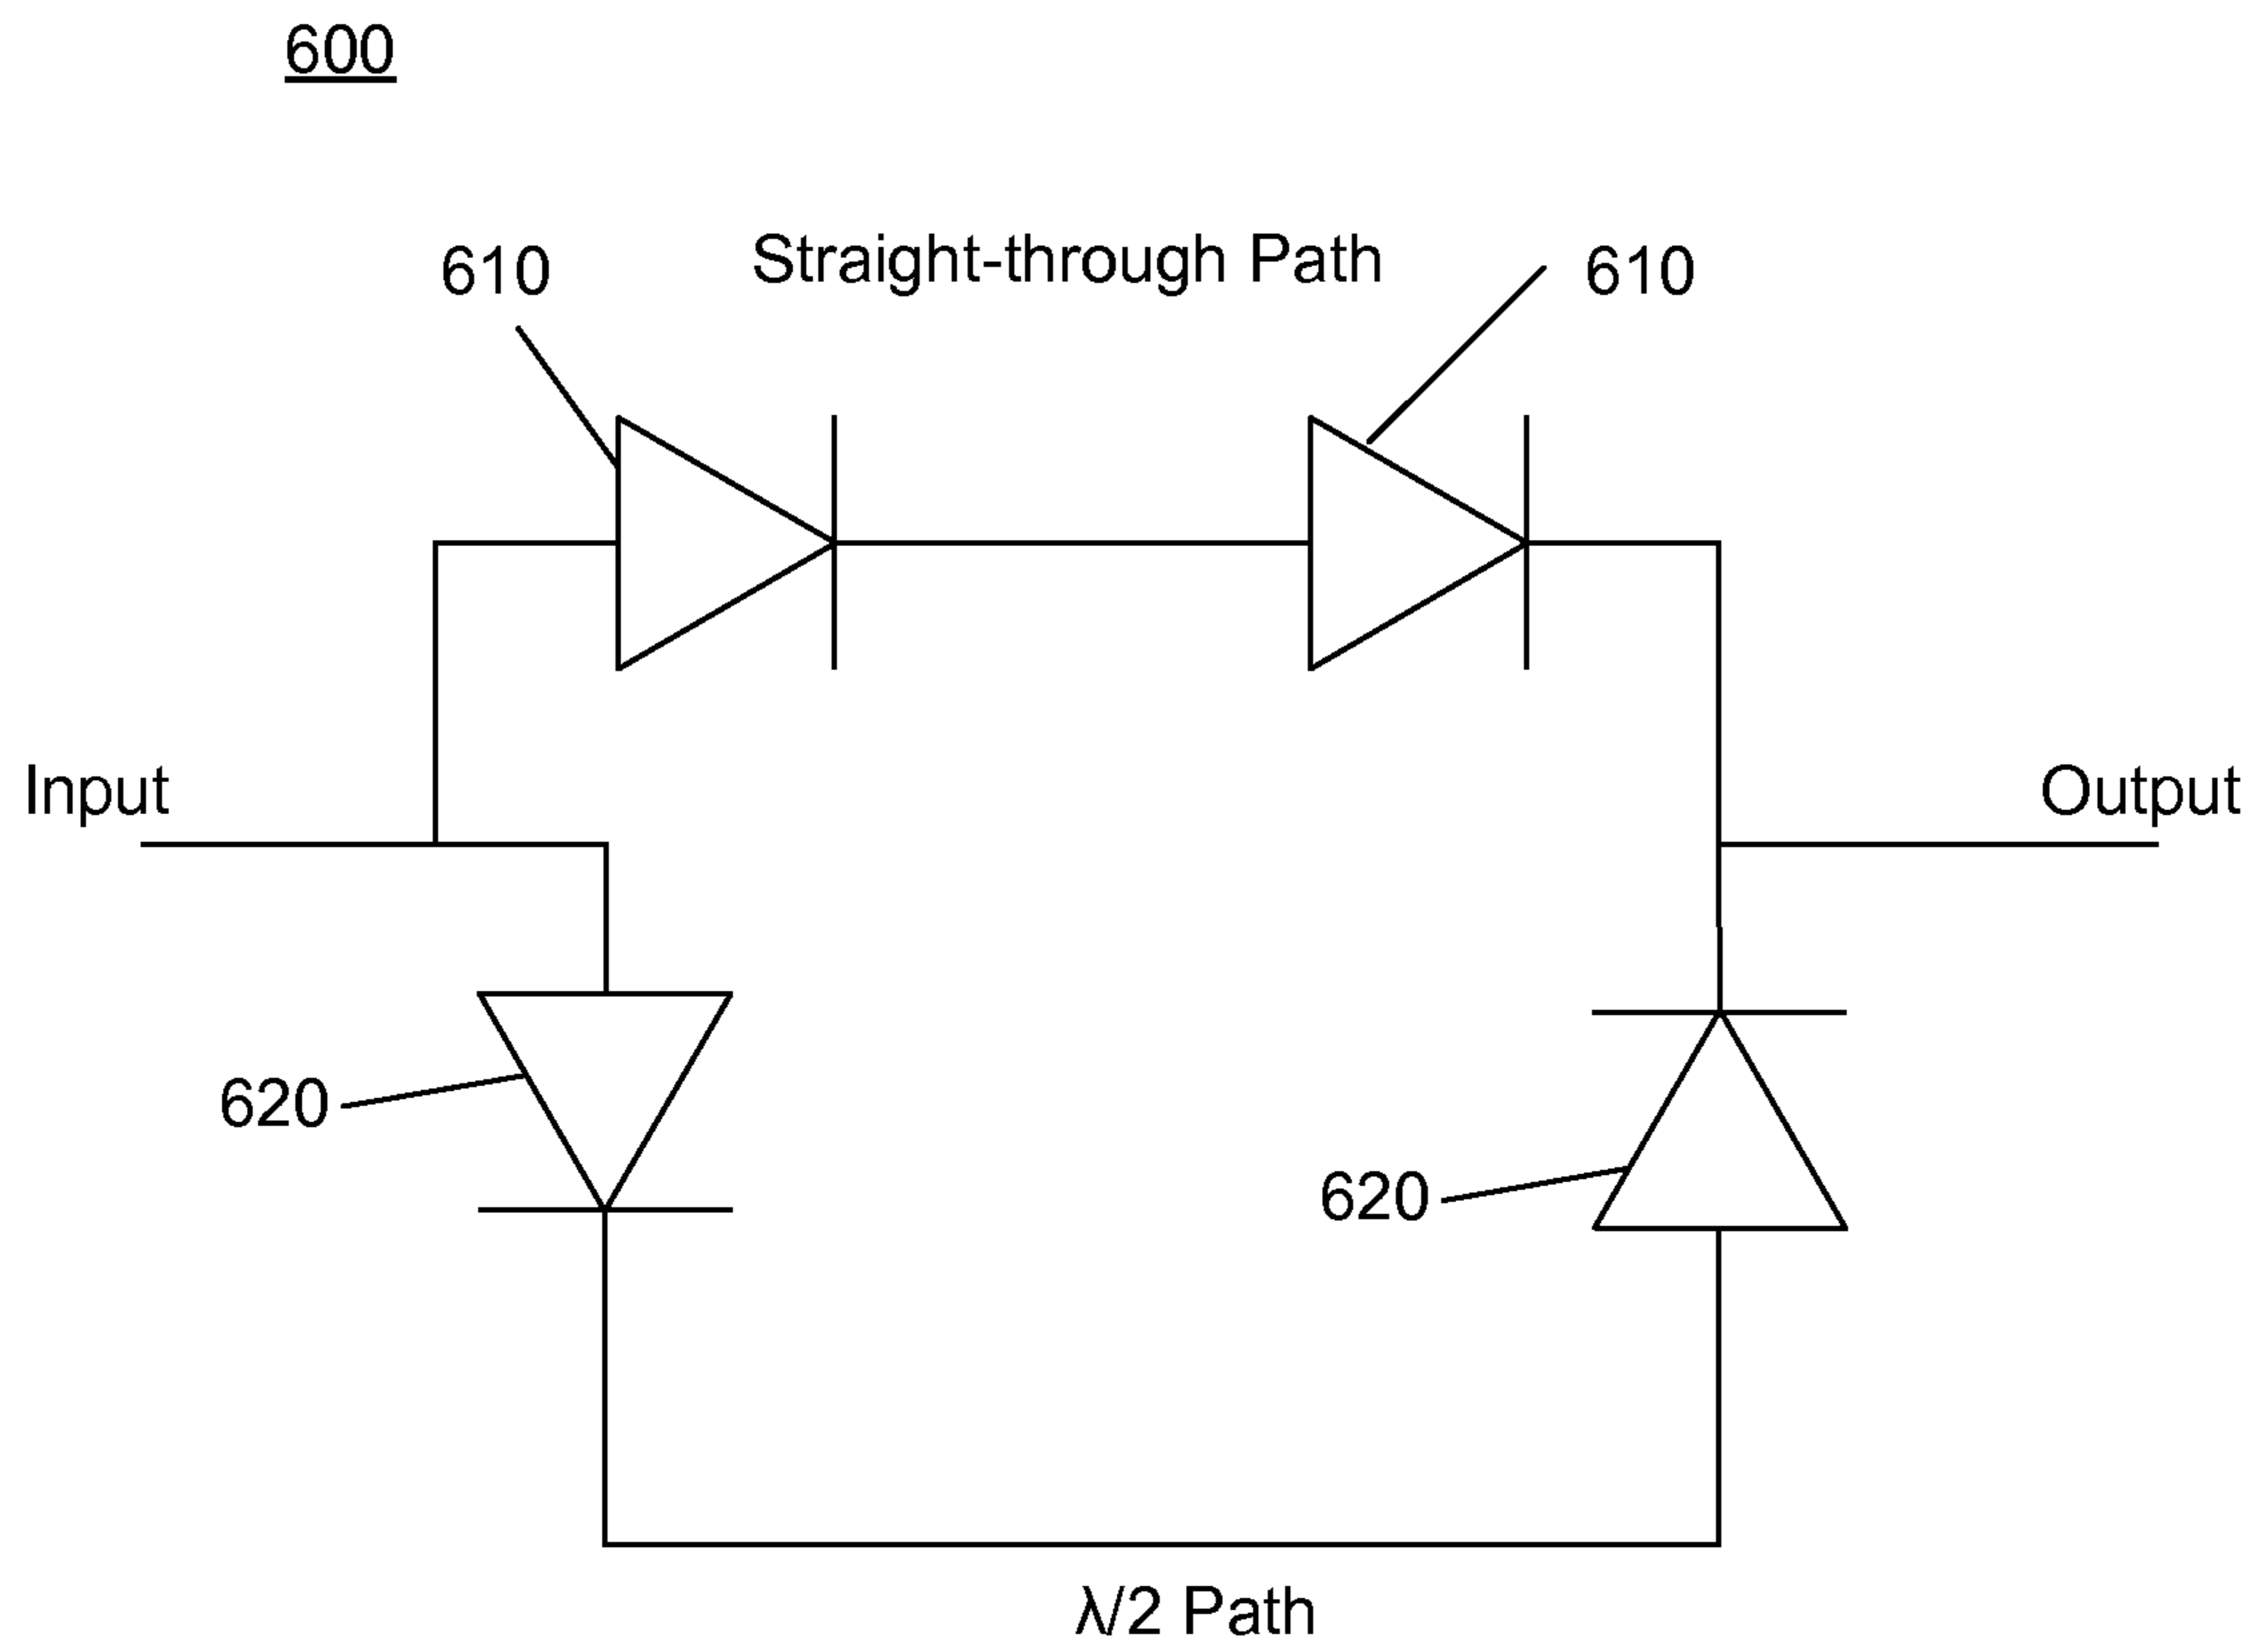 600
610
Straight-through Path
610
Input
Output
620
620
λ/2 Path